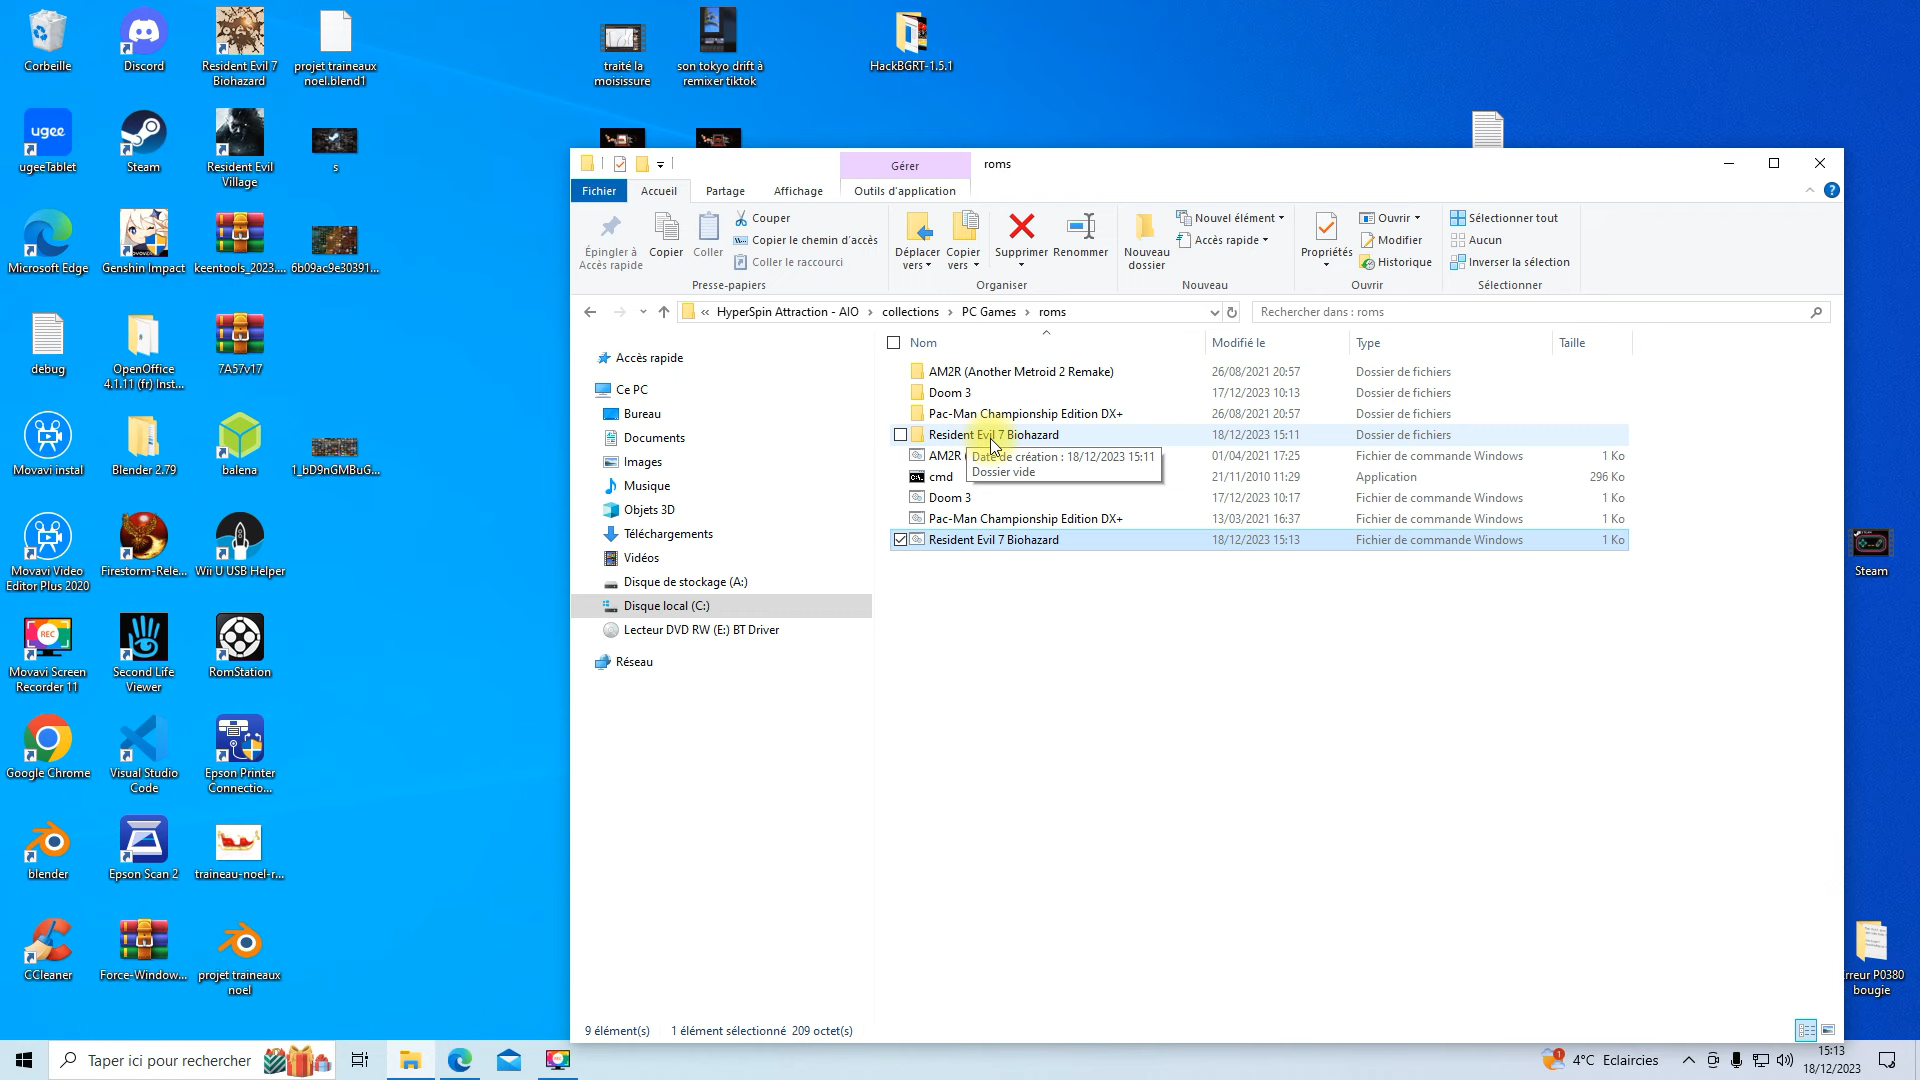 Corbeille
Discord
Resident Evil 7
Biohazard
projet traineaux
noel.blend1
traité la
moisissure
son tokyo drift à
remixer tiktok
HackBGRT-1.5.1
ugee
ugeeTablet
Steam
Resident Evil
Village
s
Microsoft Edge
Genshin Impact
keentools_2023....
6b09ac9e30391...
debug
OpenOffice
4.1.11 (fr) Inst...
7A57v17
Movavi instal
Blender 2.79
balena
1_bD9nGMBuG...
Movavi Video
Editor Plus 2020
Firestorm-Rele...
Wii U USB Helper
REC
Movavi Screen
Recorder 11
Second Life
Viewer
RomStation
Google Chrome
Visual Studio
Code
Epson Printer
Connectio...
blender
Epson Scan 2
traineau-noel-r...
CCleaner
Force-Window...
projet traineaux
noel
Steam
rreur P0380
bougie
Gérer
roms
Fichier
Accueil
Partage
Affichage
Outils d'application
Épingler à
Accès rapide
Copier
Coller
Couper
Copier le chemin d'accès
Coller le raccourci
Presse-papiers
Déplacer
vers
Copier
vers
Supprimer
Renommer
Organiser
Nouveau
dossier
Nouvel élément
Accès rapide
Nouveau
Propriétés
Ouvrir
Modifier
Historique
Ouvrir
Sélectionner tout
Aucun
Inverser la sélection
Sélectionner
« HyperSpin Attraction - AIO > collections > PC Games > roms
Rechercher dans : roms
Accès rapide
Ce PC
Bureau
Documents
Images
Musique
Objets 3D
Téléchargements
Vidéos
Disque de stockage (A:)
Disque local (C:)
Lecteur DVD RW (E:) BT Driver
Réseau
Nom Modifié le Type Taille
AM2R (Another Metroid 2 Remake) 26/08/2021 20:57 Dossier de fichiers
Doom 3 17/12/2023 10:13 Dossier de fichiers
Pac-Man Championship Edition DX+ 26/08/2021 20:57 Dossier de fichiers
Resident Evil 7 Biohazard 18/12/2023 15:11 Dossier de fichiers
AM2R ( 01/04/2021 17:25 Fichier de commande Windows 1 Ko
Date de création : 18/12/2023 15:11
Dossier vide
cmd 21/11/2010 11:29 Application 296 Ko
Doom 3 17/12/2023 10:17 Fichier de commande Windows 1 Ko
Pac-Man Championship Edition DX+ 13/03/2021 16:37 Fichier de commande Windows 1 Ko
Resident Evil 7 Biohazard 18/12/2023 15:13 Fichier de commande Windows 1 Ko
9 élément(s) 1 élément sélectionné 209 octet(s)
Taper ici pour rechercher
1
4°C Eclaircies
15:13
18/12/2023